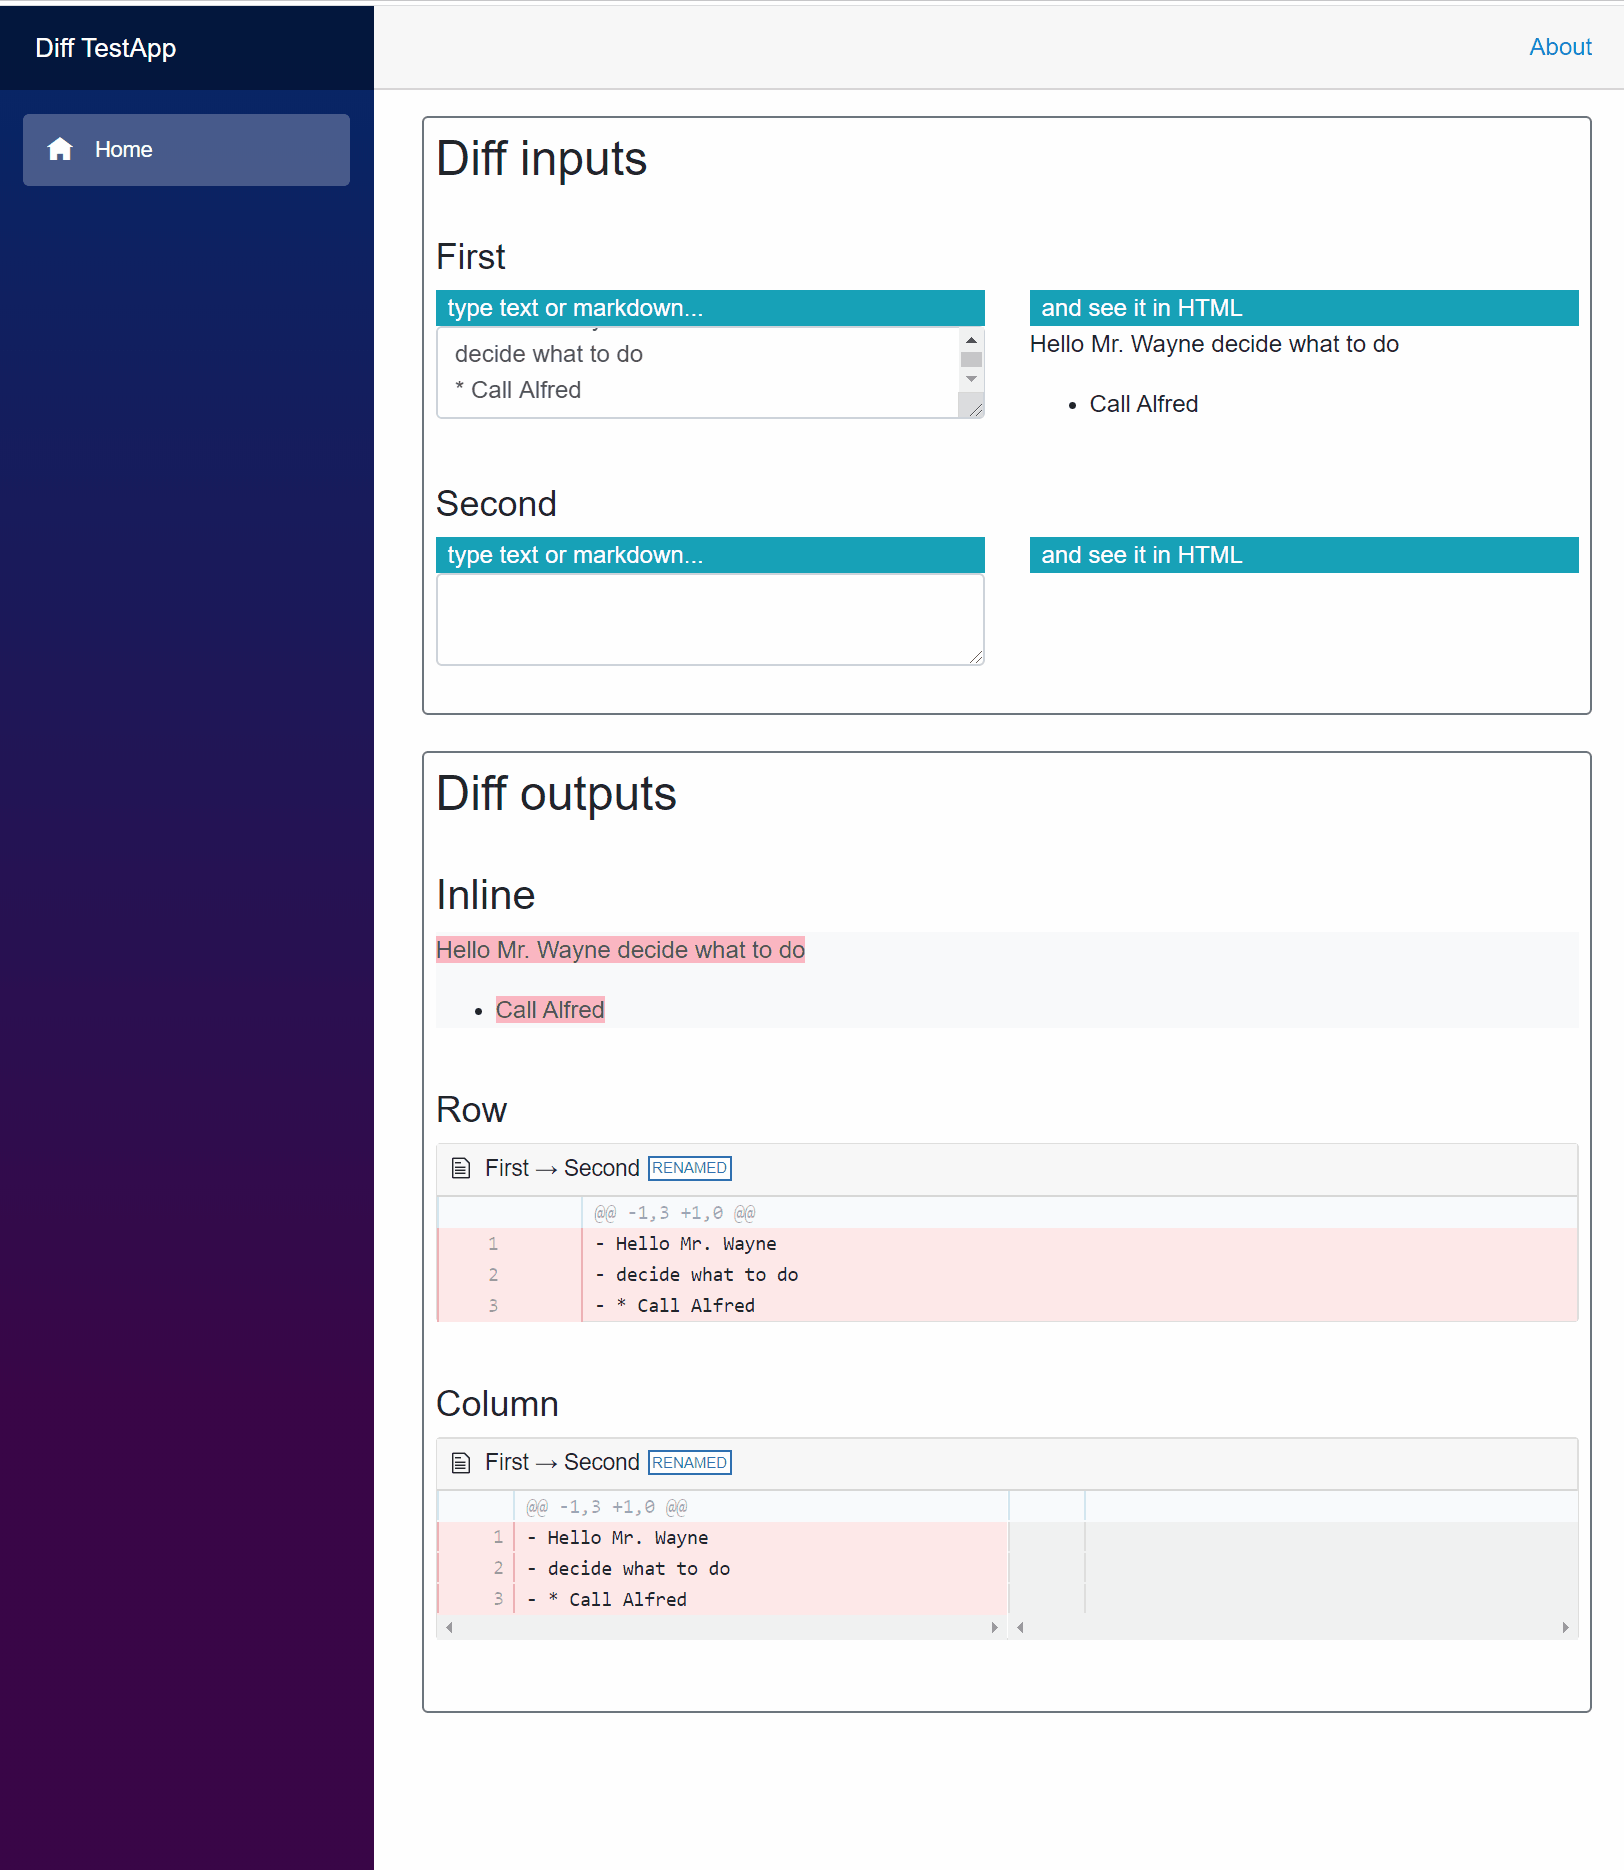 Diff TestApp
About
Home
Diff inputs
First
type text or markdown...
and see it in HTML
decide what to do
* Call Alfred
Hello Mr. Wayne decide what to do
• Call Alfred
Second
type text or markdown...
and see it in HTML
Diff outputs
Inline
Hello Mr. Wayne decide what to do
• Call Alfred
Row
First → Second RENAMED
@@ -1,3 +1,0 @@
1 - Hello Mr. Wayne
2 - decide what to do
3 - * Call Alfred
Column
First → Second RENAMED
@@ -1,3 +1,0 @@
1 - Hello Mr. Wayne
2 - decide what to do
3 - * Call Alfred